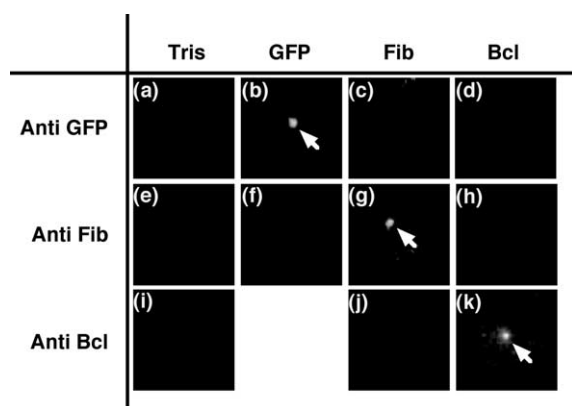 Tris GFP Fib Bcl
Anti GFP (a) (b) (c) (d)
Anti Fib (e) (f) (g) (h)
Anti Bcl (i) (j) (k)